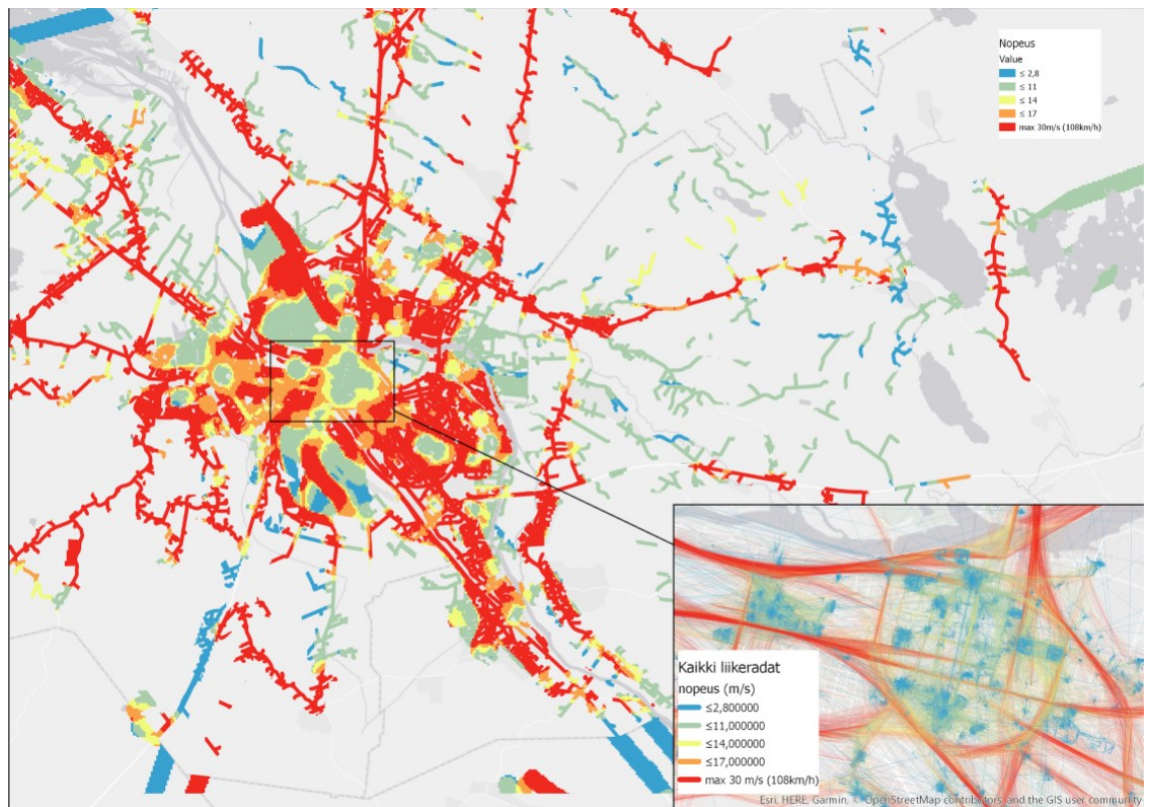 Nopeus
Value
≤ 2,8
≤ 11
≤ 14
≤ 17
max 30m/s (108km/h)
Kaikki liikeradat
nopeus (m/s)
≤2,800000
≤11,000000
≤14,000000
≤17,000000
max 30 m/s (108km/h)
Esri, HERE, Garmin, © OpenStreetMap contributors, and the GIS user community